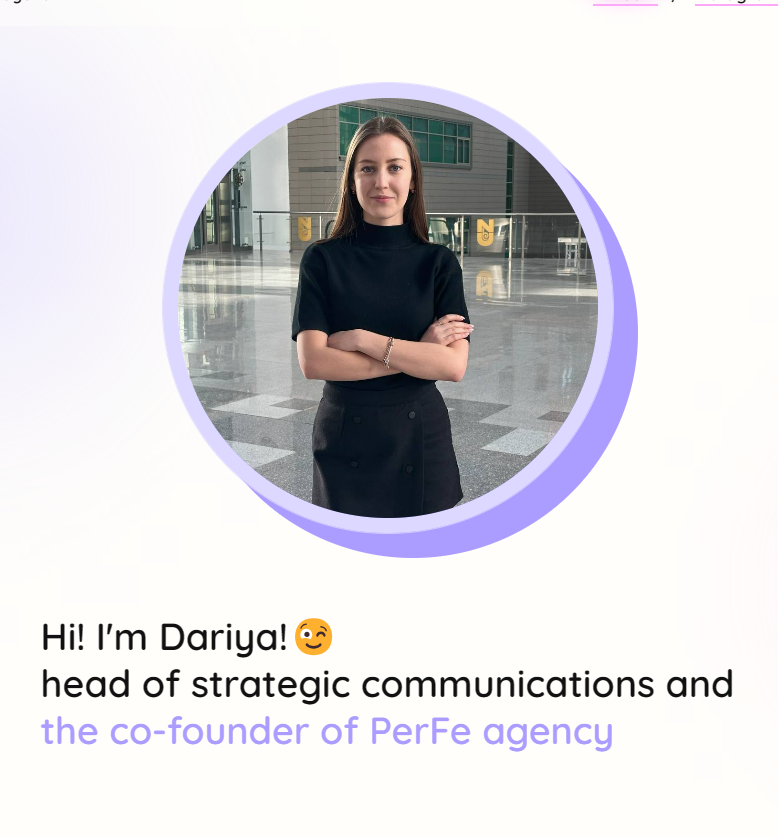 Hi! I'm Dariya! 😉
head of strategic communications and
the co-founder of PerFe agency